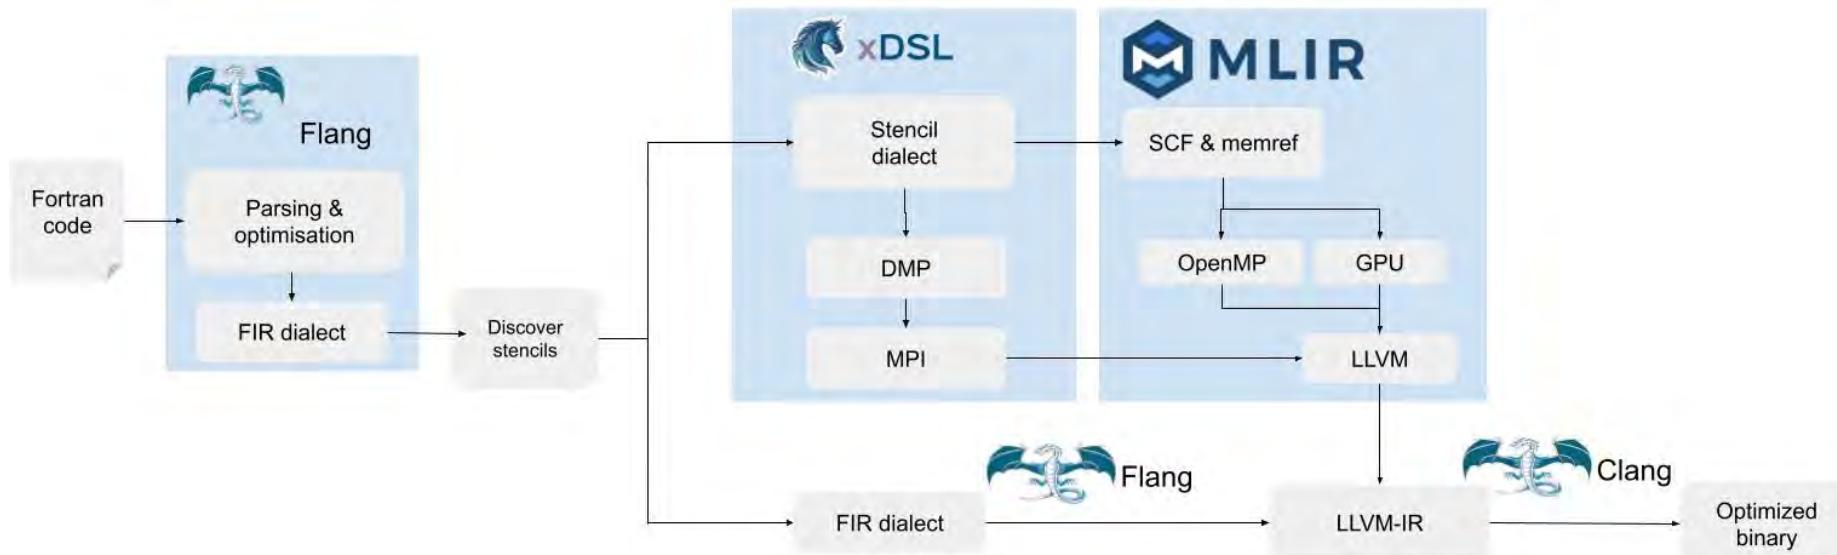 Flang
Fortran
code
Parsing &
optimisation
FIR dialect
Discover
stencils
xDSL
Stencil
dialect
DMP
MPI
MLIR
SCF & memref
OpenMP
GPU
LLVM
FIR dialect
Flang
LLVM-IR
Clang
Optimized
binary